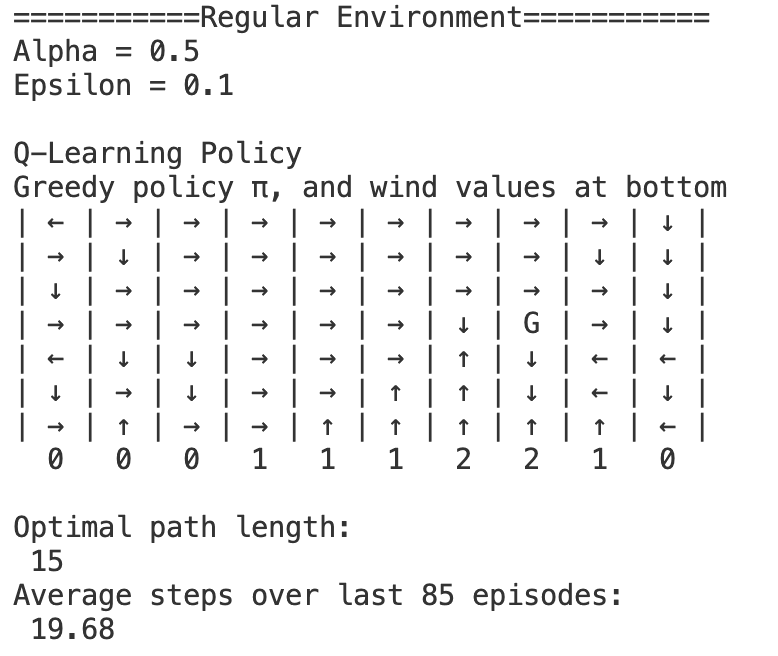 ===========Regular Environment===========
Alpha = 0.5
Epsilon = 0.1
Q-Learning Policy
Greedy policy π, and wind values at bottom
| ← | → | → | → | → | → | → | → | → | ↓ |
| → | ↓ | → | → | → | → | → | → | ↓ | ↓ |
| ↓ | → | → | → | → | → | → | → | → | ↓ |
| → | → | → | → | → | → | ↓ | G | → | ↓ |
| ← | ↓ | ↓ | → | → | → | ↑ | ↓ | ← | ← |
| ↓ | → | ↓ | → | → | ↑ | ↑ | ↓ | ← | ↓ |
| → | ↑ | → | → | ↑ | ↑ | ↑ | ↑ | ↑ | ← |
0 0 0 1 1 1 2 2 1 0
Optimal path length:
15
Average steps over last 85 episodes:
19.68